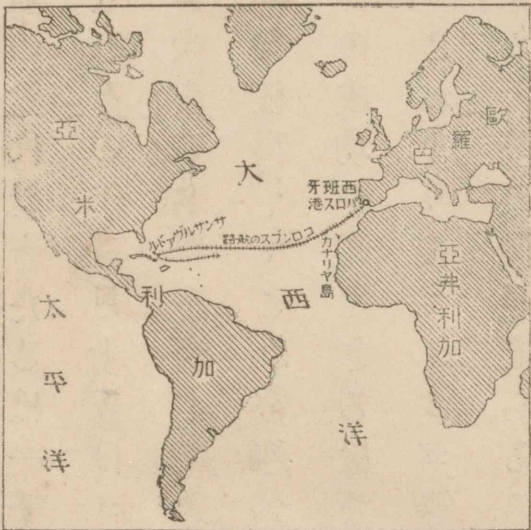 歐羅巴
西班牙
パロス港
カナリヤ島
亞弗利加
コロンブスの航路
サンサルヴァドル
大西洋
亞米利加
太平洋